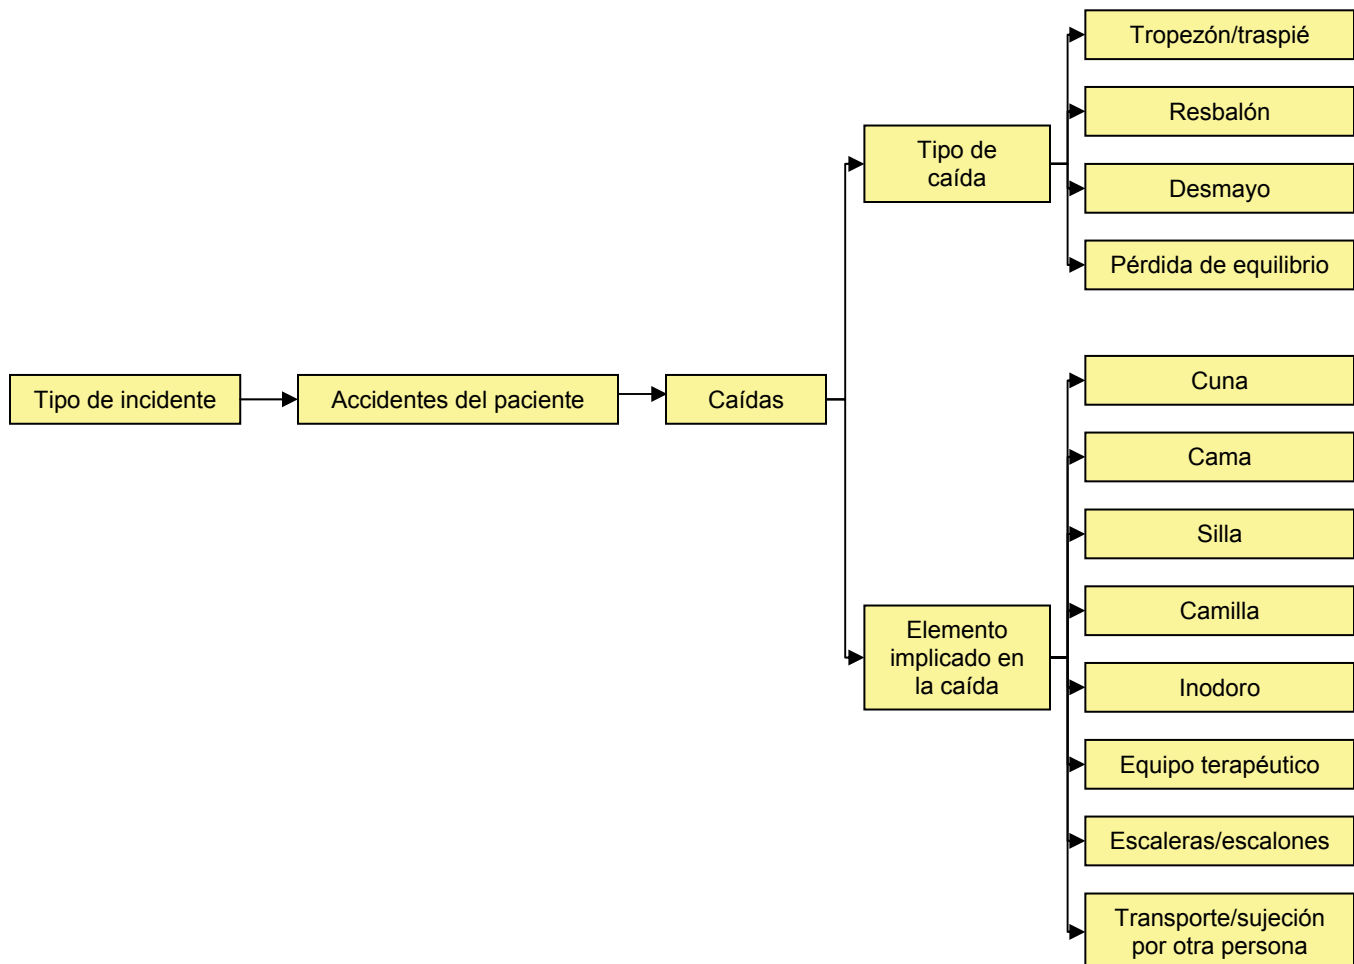 Tipo de incidente
Accidentes del paciente
Caídas
Tipo de
caída
Tropezón/traspié
Resbalón
Desmayo
Pérdida de equilibrio
Elemento
implicado en
la caída
Cuna
Cama
Silla
Camilla
Inodoro
Equipo terapéutico
Escaleras/escalones
Transporte/sujeción
por otra persona